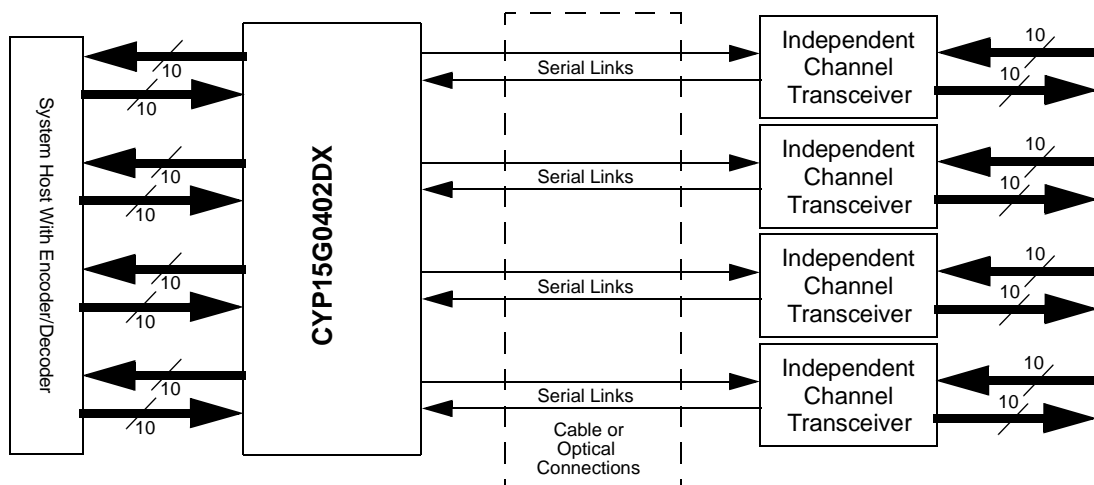 System Host With Encoder/Decoder
10
10
10
10
10
10
10
10
CYP15G0402DX
Serial Links
Serial Links
Serial Links
Serial Links
Cable or
Optical
Connections
Independent
Channel
Transceiver
10
10
Independent
Channel
Transceiver
10
10
Independent
Channel
Transceiver
10
10
Independent
Channel
Transceiver
10
10